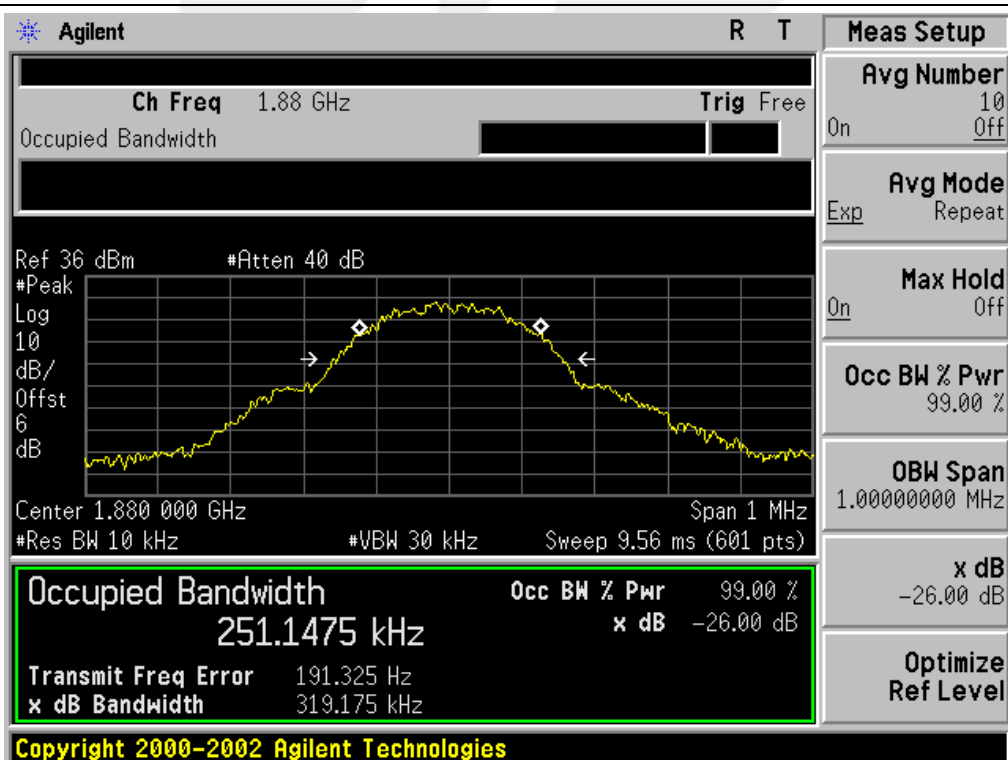 Agilent R T
Ch Freq 1.88 GHz Trig Free
Occupied Bandwidth
Ref 36 dBm #Atten 40 dB
#Peak
Log
10
dB/
Offst
6
dB
Center 1.880 000 GHz Span 1 MHz
#Res BW 10 kHz #VBW 30 kHz Sweep 9.56 ms (601 pts)
Occupied Bandwidth
251.1475 kHz
Occ BW % Pwr 99.00 %
x dB -26.00 dB
Transmit Freq Error 191.325 Hz
x dB Bandwidth 319.175 kHz
Copyright 2000-2002 Agilent Technologies
Meas Setup
Avg Number
10
On Off
Avg Mode
Exp Repeat
Max Hold
On Off
Occ BW % Pwr
99.00 %
OBW Span
1.00000000 MHz
x dB
-26.00 dB
Optimize
Ref Level